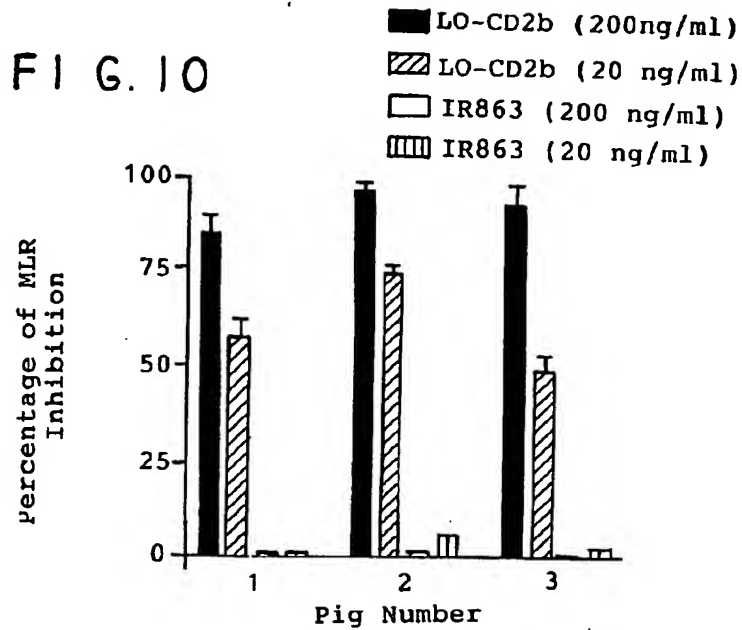 FIG.10
LO-CD2b (200ng/ml)
LO-CD2b (20 ng/ml)
IR863 (200 ng/ml)
IR863 (20 ng/ml)
Percentage of MLR
Inhibition
100
75
50
25
0
1 2 3
Pig Number